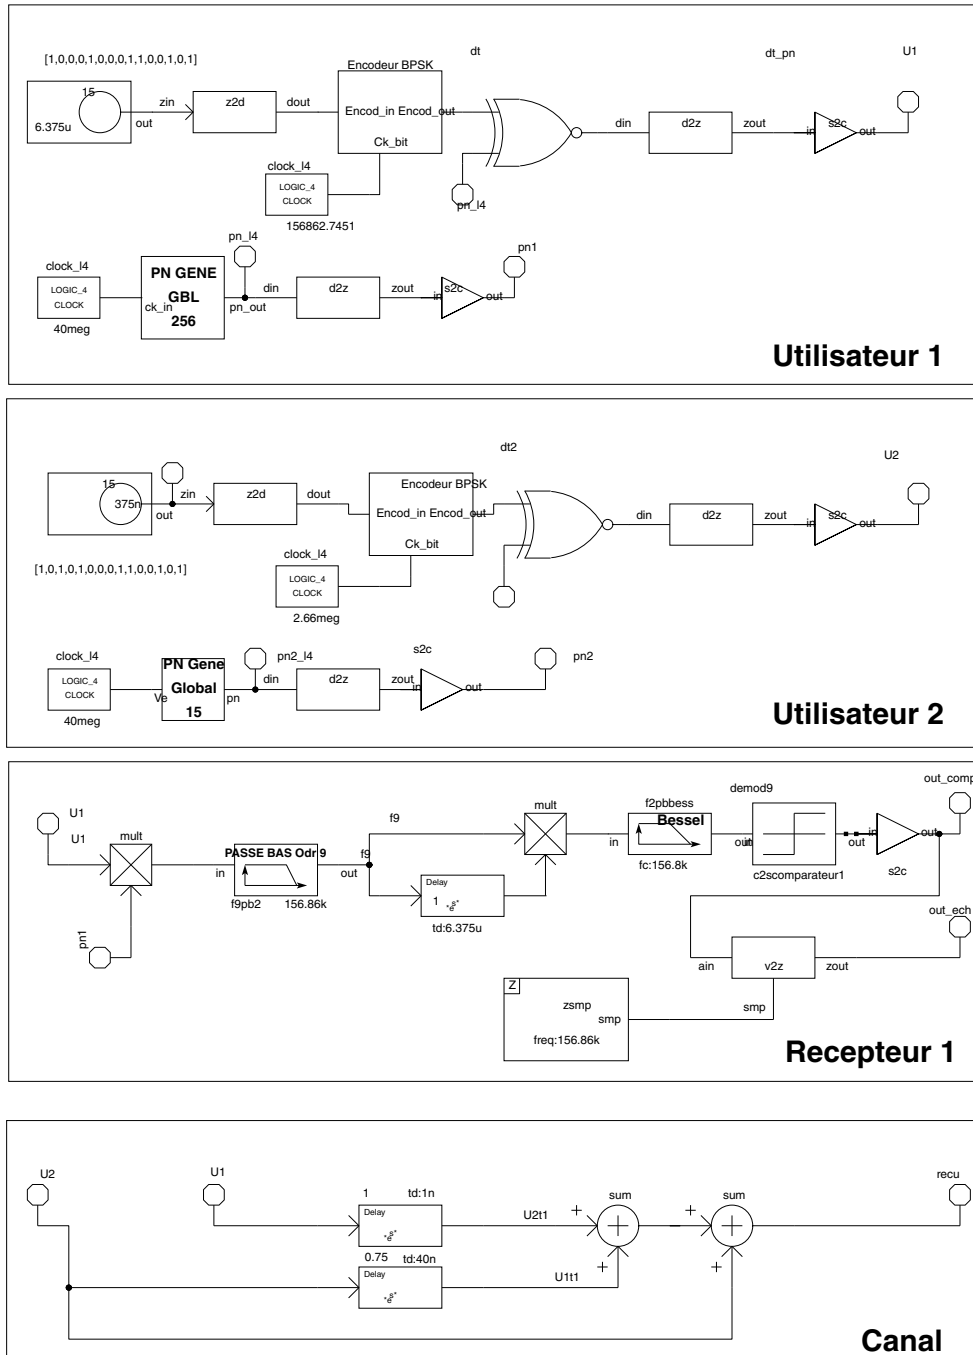 [1,0,0,0,1,0,0,0,1,1,0,0,1,0,1]
15
6.375u
zin
out
z2d
dout
Encodeur BPSK
Encod_in Encod_out
Ck_bit
dt
din
d2z
zout
dt_pn
in
s2c
out
U1
clock_l4
LOGIC_4
CLOCK
156862.7451
pn_l4
clock_l4
LOGIC_4
CLOCK
40meg
PN GENE
GBL
256
ck_in
pn_out
pn_l4
din
d2z
zout
in
s2c
out
pn1
Utilisateur 1
15
375n
zin
out
z2d
dout
Encodeur BPSK
Encod_in Encod_out
Ck_bit
dt2
din
d2z
zout
in
s2c
out
U2
[1,0,1,0,1,0,0,0,1,1,0,0,1,0,1]
clock_l4
LOGIC_4
CLOCK
2.66meg
clock_l4
LOGIC_4
CLOCK
40meg
PN Gene
Global
15
Ve
pn
pn2_l4
din
d2z
zout
s2c
in
out
pn2
Utilisateur 2
U1
U1
mult
pn1
PASSE BAS Odr 9
in
out
f9pb2
156.86k
f9
f9
Delay
1
td:6.375u
mult
f2pbbess
Bessel
in
out
fc:156.8k
demod9
in
out
c2scomparateur1
in
out
s2c
out_comp
out_ech
ain
v2z
zout
smp
Z
zsmp
smp
freq:156.86k
Recepteur 1
U2
U1
1
td:1n
Delay
0.75
td:40n
Delay
U2t1
U1t1
sum
+
+
+
sum
+
+
+
recu
Canal